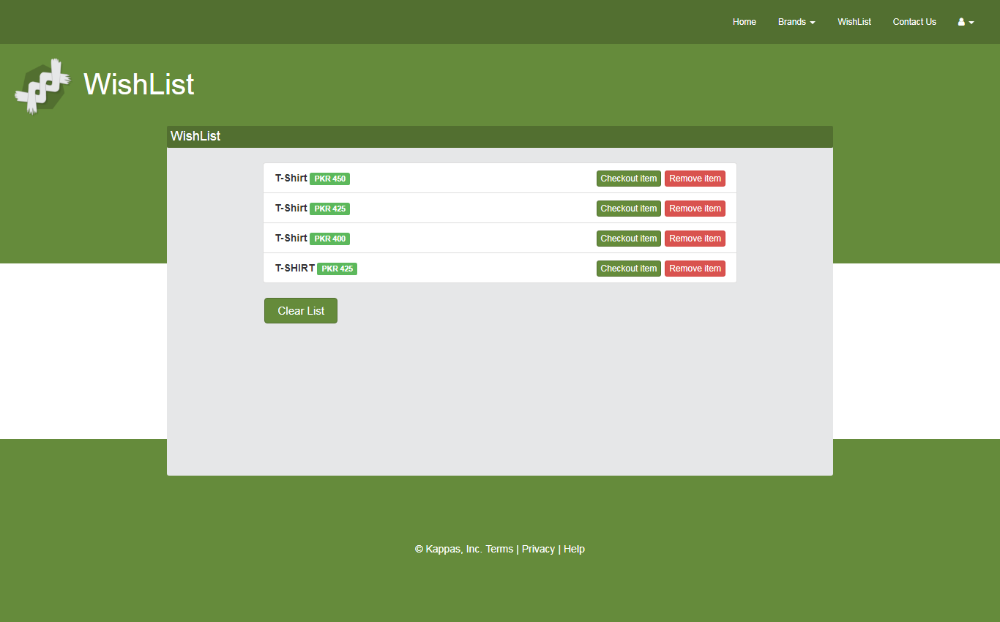 Home Brands WishList Contact Us
WishList
WishList
T-Shirt PKR 450 Checkout item Remove item
T-Shirt PKR 425 Checkout item Remove item
T-Shirt PKR 400 Checkout item Remove item
T-SHIRT PKR 425 Checkout item Remove item
Clear List
© Kappas, Inc. Terms | Privacy | Help